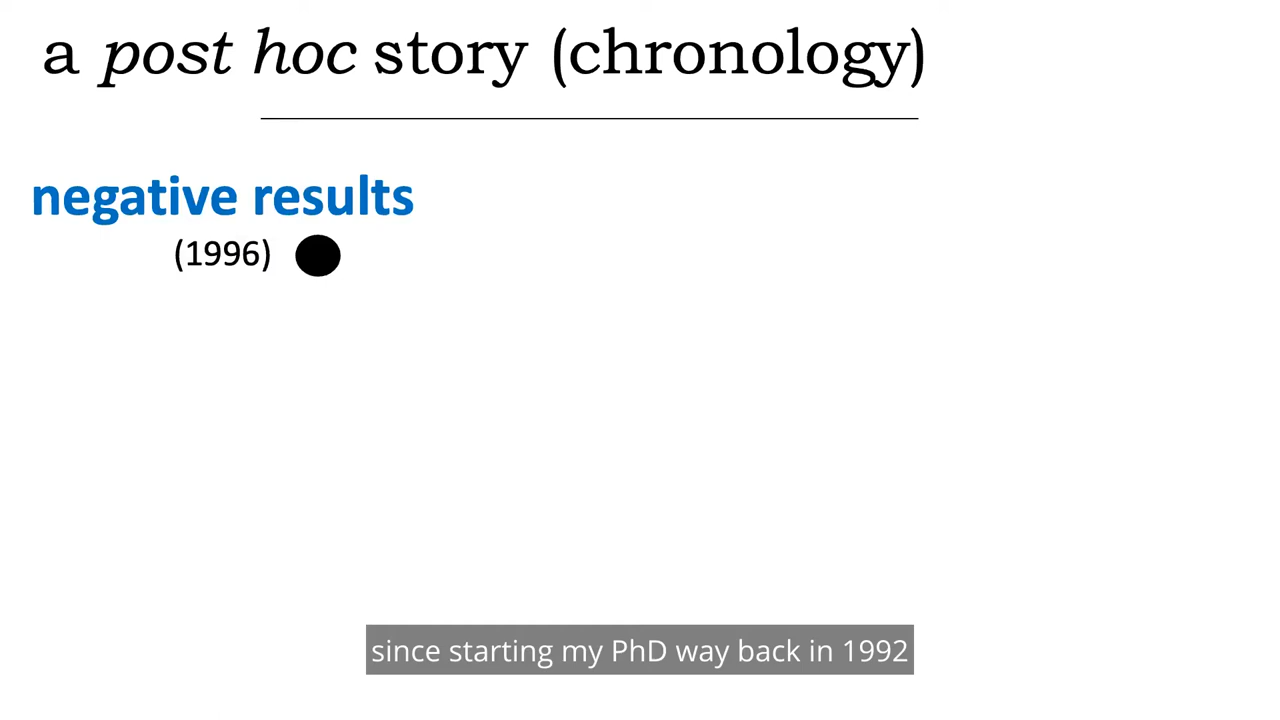 a post hoc story (chronology)
negative results
(1996)
since starting my PhD way back in 1992